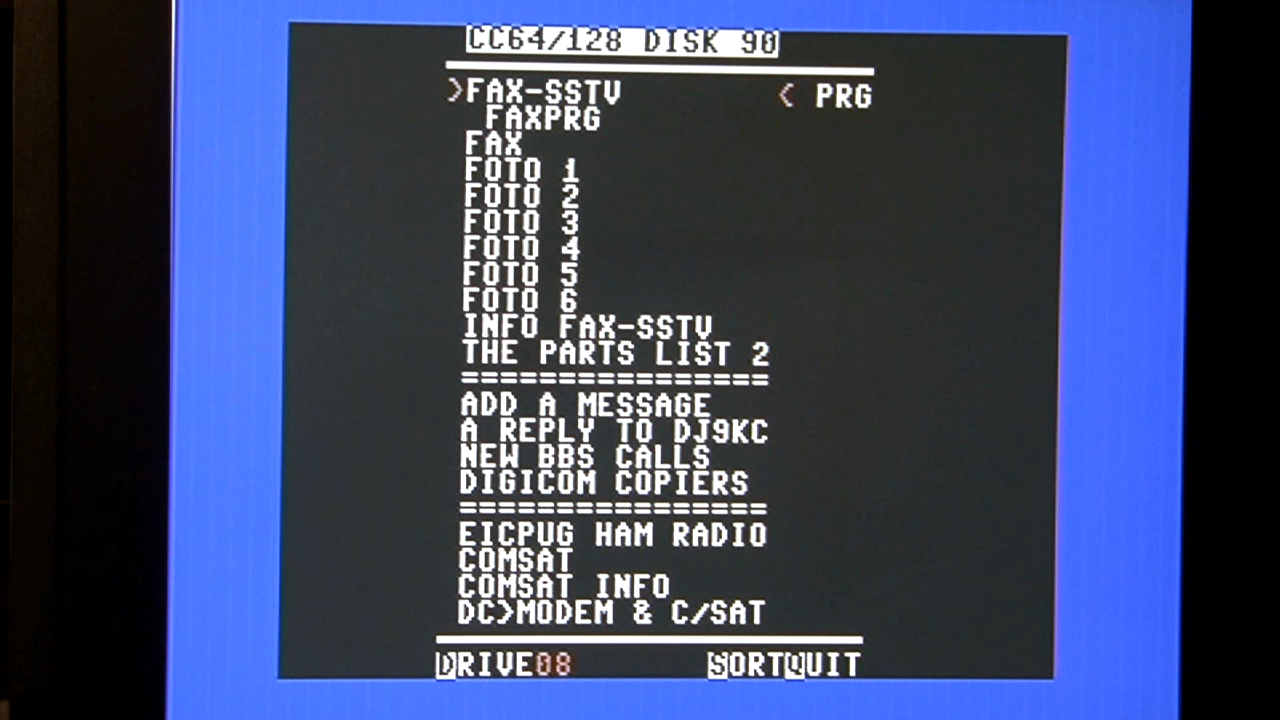 CC64/128 DISK 90
>FAX-SSTV < PRG
FAXPRG
FAX
FOTO 1
FOTO 2
FOTO 3
FOTO 4
FOTO 5
FOTO 6
INFO FAX-SSTV
THE PARTS LIST 2
================
ADD A MESSAGE
A REPLY TO DJ9KC
NEW BBS CALLS
DIGICOM COPIERS
================
EICPUG HAM RADIO
COMSAT
COMSAT INFO
DC>MODEM & C/SAT
DRIVE08 SORTQUIT